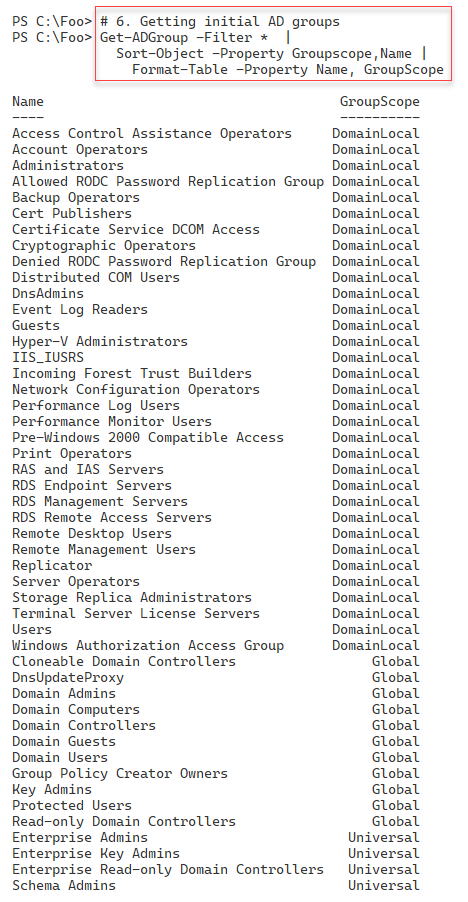 PS C:\Foo> # 6. Getting initial AD groups
PS C:\Foo> Get-ADGroup -Filter * |
Sort-Object -Property Groupscope,Name |
Format-Table -Property Name, GroupScope
Name GroupScope
---- ----------
Access Control Assistance Operators DomainLocal
Account Operators DomainLocal
Administrators DomainLocal
Allowed RODC Password Replication Group DomainLocal
Backup Operators DomainLocal
Cert Publishers DomainLocal
Certificate Service DCOM Access DomainLocal
Cryptographic Operators DomainLocal
Denied RODC Password Replication Group DomainLocal
Distributed COM Users DomainLocal
DnsAdmins DomainLocal
Event Log Readers DomainLocal
Guests DomainLocal
Hyper-V Administrators DomainLocal
IIS_IUSRS DomainLocal
Incoming Forest Trust Builders DomainLocal
Network Configuration Operators DomainLocal
Performance Log Users DomainLocal
Performance Monitor Users DomainLocal
Pre-Windows 2000 Compatible Access DomainLocal
Print Operators DomainLocal
RAS and IAS Servers DomainLocal
RDS Endpoint Servers DomainLocal
RDS Management Servers DomainLocal
RDS Remote Access Servers DomainLocal
Remote Desktop Users DomainLocal
Remote Management Users DomainLocal
Replicator DomainLocal
Server Operators DomainLocal
Storage Replica Administrators DomainLocal
Terminal Server License Servers DomainLocal
Users DomainLocal
Windows Authorization Access Group DomainLocal
Cloneable Domain Controllers Global
DnsUpdateProxy Global
Domain Admins Global
Domain Computers Global
Domain Controllers Global
Domain Guests Global
Domain Users Global
Group Policy Creator Owners Global
Key Admins Global
Protected Users Global
Read-only Domain Controllers Global
Enterprise Admins Universal
Enterprise Key Admins Universal
Enterprise Read-only Domain Controllers Universal
Schema Admins Universal